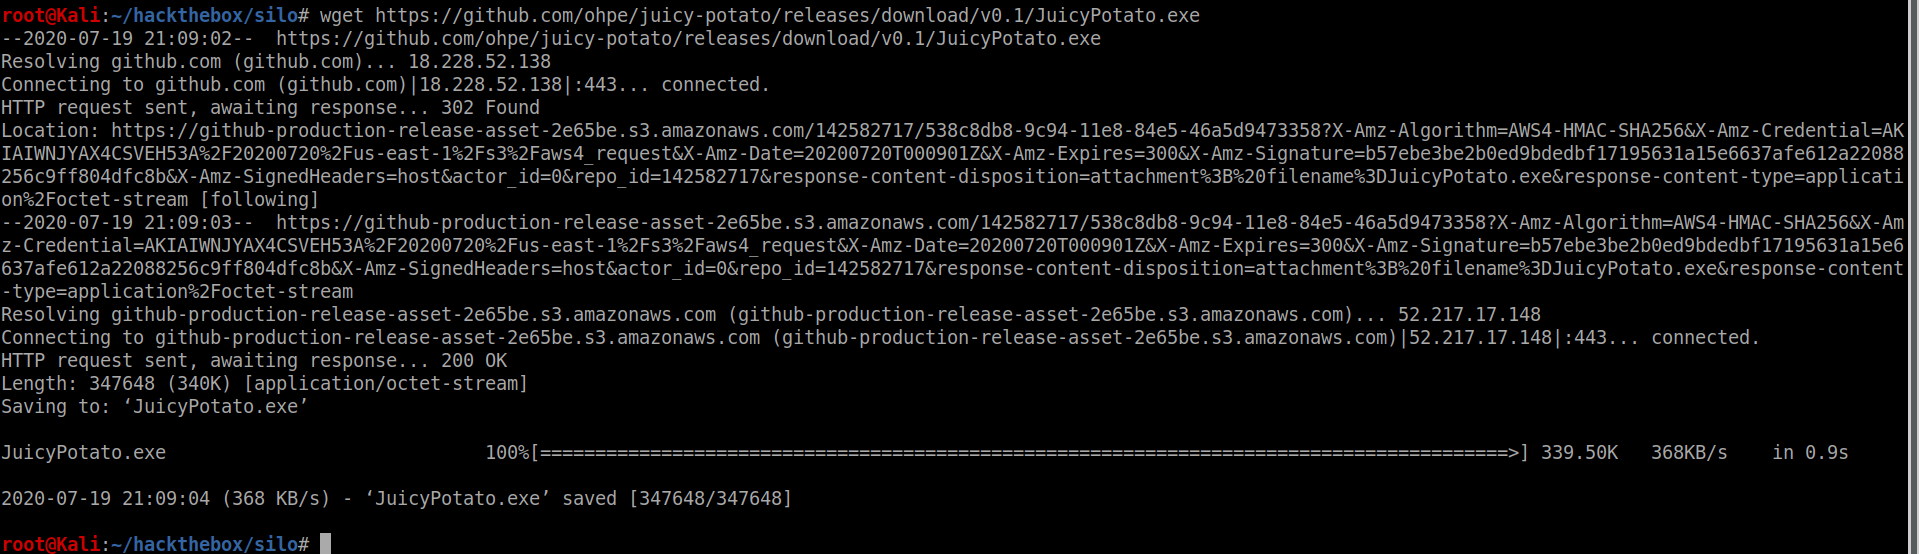 root@Kali:~/hackthebox/silo# wget https://github.com/ohpe/juicy-potato/releases/download/v0.1/JuicyPotato.exe
--2020-07-19 21:09:02--  https://github.com/ohpe/juicy-potato/releases/download/v0.1/JuicyPotato.exe
Resolving github.com (github.com)... 18.228.52.138
Connecting to github.com (github.com)|18.228.52.138|:443... connected.
HTTP request sent, awaiting response... 302 Found
Location: https://github-production-release-asset-2e65be.s3.amazonaws.com/142582717/538c8db8-9c94-11e8-84e5-46a5d9473358?X-Amz-Algorithm=AWS4-HMAC-SHA256&X-Amz-Credential=AK
IAIWNJYAX4CSVEH53A%2F20200720%2Fus-east-1%2Fs3%2Faws4_request&X-Amz-Date=20200720T000901Z&X-Amz-Expires=300&X-Amz-Signature=b57ebe3be2b0ed9bdedbf17195631a15e6637afe612a22088
256c9ff804dfc8b&X-Amz-SignedHeaders=host&actor_id=0&repo_id=142582717&response-content-disposition=attachment%3B%20filename%3DJuicyPotato.exe&response-content-type=applicati
on%2Foctet-stream [following]
--2020-07-19 21:09:03--  https://github-production-release-asset-2e65be.s3.amazonaws.com/142582717/538c8db8-9c94-11e8-84e5-46a5d9473358?X-Amz-Algorithm=AWS4-HMAC-SHA256&X-Am
z-Credential=AKIAIWNJYAX4CSVEH53A%2F20200720%2Fus-east-1%2Fs3%2Faws4_request&X-Amz-Date=20200720T000901Z&X-Amz-Expires=300&X-Amz-Signature=b57ebe3be2b0ed9bdedbf17195631a15e6
637afe612a22088256c9ff804dfc8b&X-Amz-SignedHeaders=host&actor_id=0&repo_id=142582717&response-content-disposition=attachment%3B%20filename%3DJuicyPotato.exe&response-content
-type=application%2Foctet-stream
Resolving github-production-release-asset-2e65be.s3.amazonaws.com (github-production-release-asset-2e65be.s3.amazonaws.com)... 52.217.17.148
Connecting to github-production-release-asset-2e65be.s3.amazonaws.com (github-production-release-asset-2e65be.s3.amazonaws.com)|52.217.17.148|:443... connected.
HTTP request sent, awaiting response... 200 OK
Length: 347648 (340K) [application/octet-stream]
Saving to: ‘JuicyPotato.exe’
JuicyPotato.exe                             100%[========================================================================================>] 339.50K   368KB/s    in 0.9s
2020-07-19 21:09:04 (368 KB/s) - ‘JuicyPotato.exe’ saved [347648/347648]
root@Kali:~/hackthebox/silo#